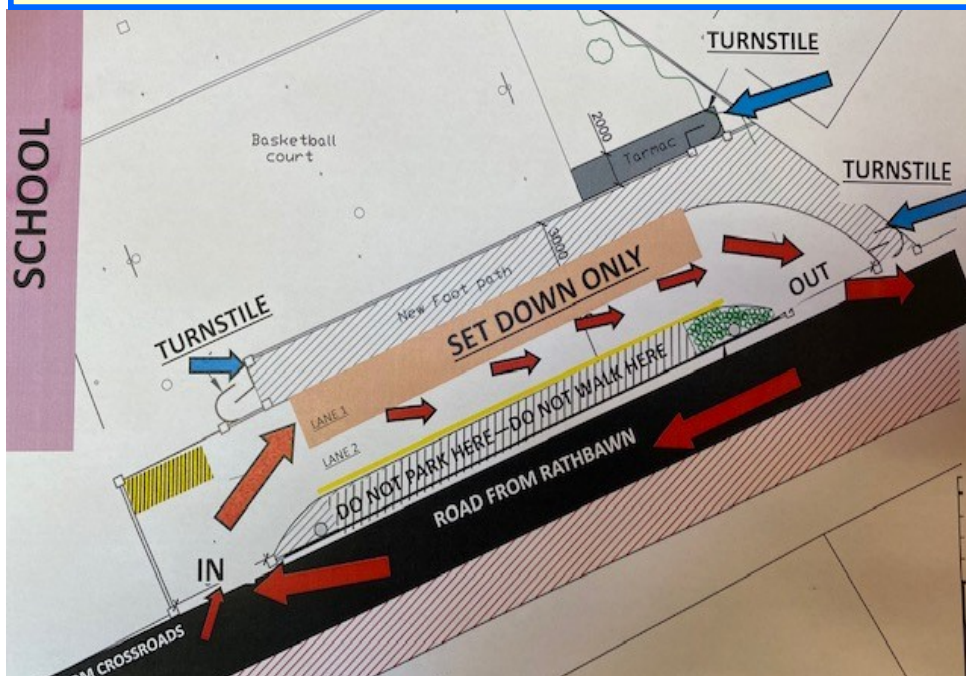 SCHOOL
Basketball
court
TURNSTILE
2000
Tarmac
TURNSTILE
3000
New Foot path
SET DOWN ONLY
OUT
TURNSTILE
LANE 1
LANE 2
DO NOT PARK HERE—DO NOT WALK HERE
ROAD FROM RATHBAWN
IN
CROSSROADS